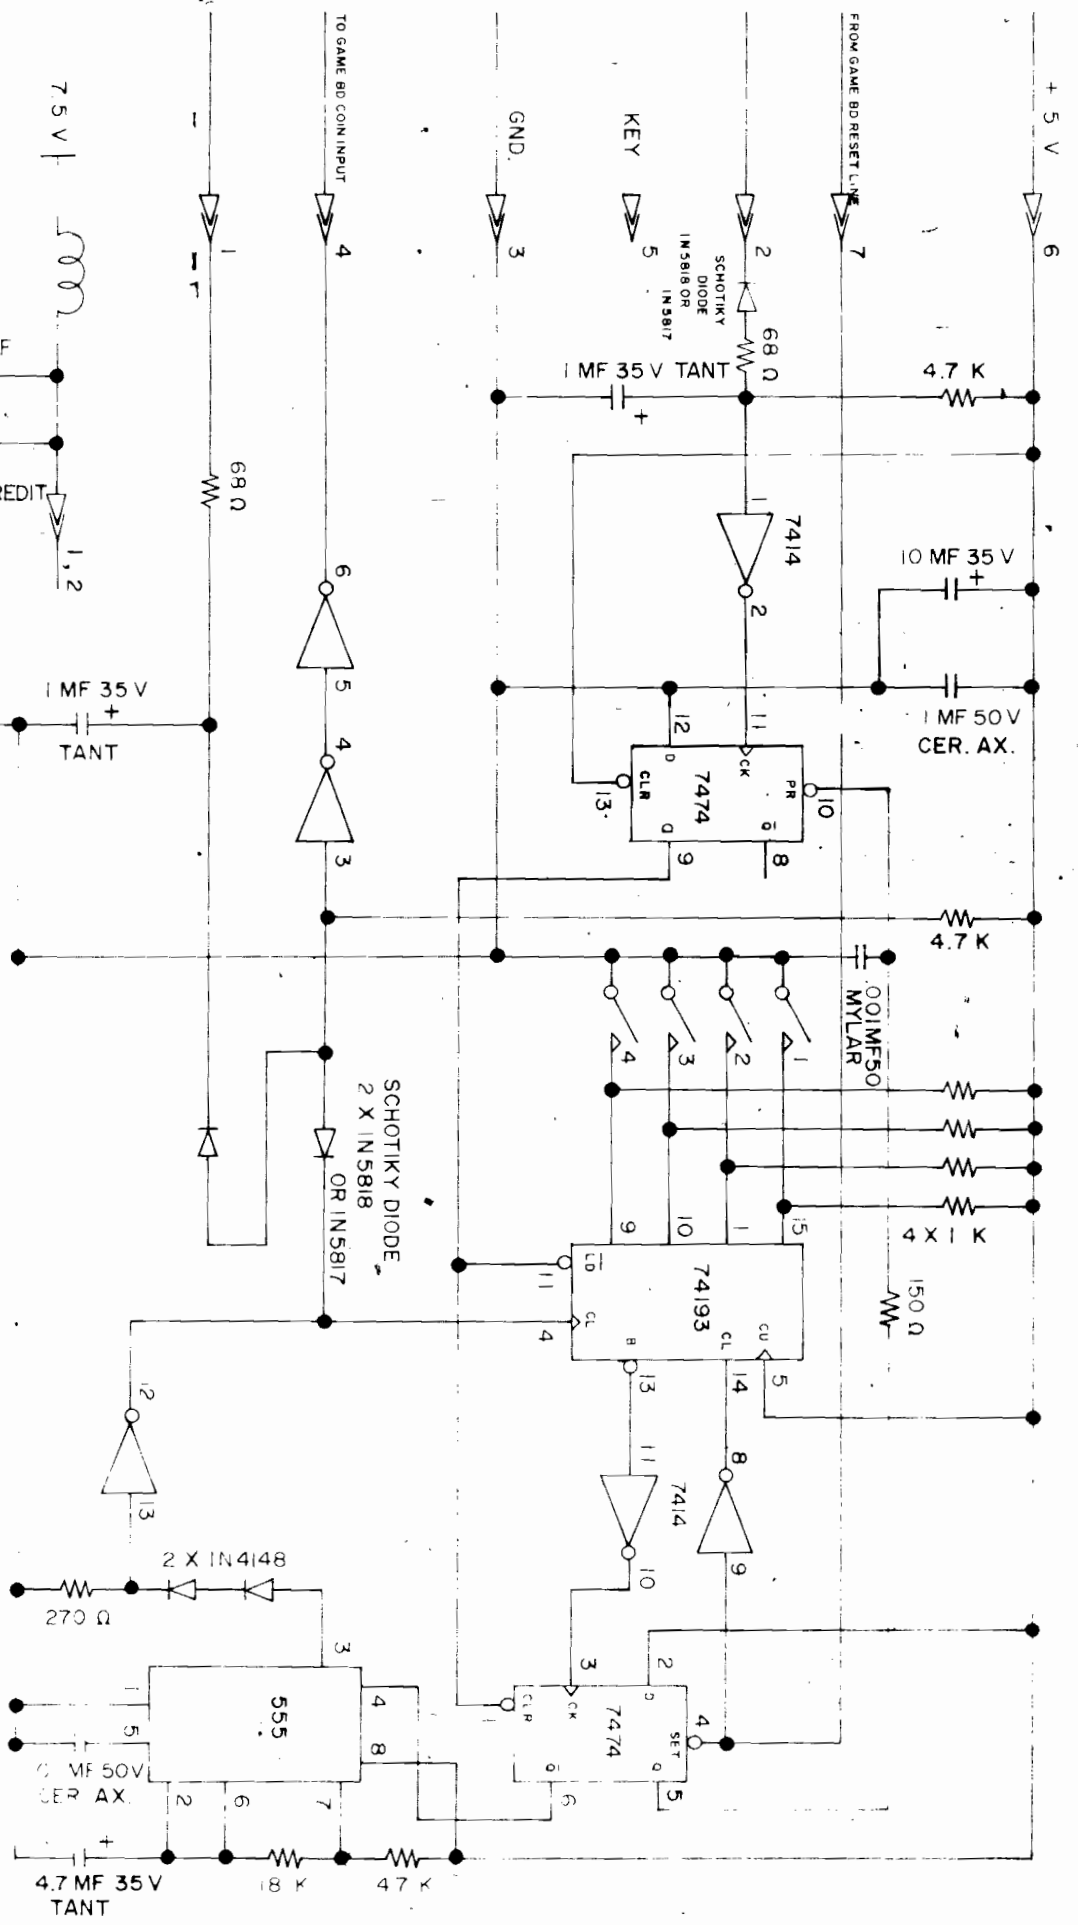 + 5 V
6
FROM GAME BD RESET LINE
7
2
SCHOTIKY
DIODE
IN5818 OR
IN5817
68 Ω
KEY
5
GND.
3
TO GAME BD COIN INPUT
4
1
7.5 V
F
REDIT
1, 2
68 Ω
1 MF 35 V TANT
+
4.7 K
1
7414
2
10 MF 35 V
+
1 MF 50 V
CER. AX.
6
5
4
3
1 MF 35 V
+
TANT
12
11
D
CK
PR
10
CLR
13
7474
Q
Q̅
9
8
4.7 K
.001MF50
MYLAR
4
3
2
1
SCHOTIKY DIODE
2 X IN5818
OR IN5817
4 X 1 K
9
10
1
15
L̅D̅
11
74193
CL
4
B
CL
CU
13
14
5
150 Ω
12
13
11
7414
10
8
9
2 X IN4148
270 Ω
3
1
5
555
4
8
2
6
7
MF 50V
CER AX.
3
2
CLR
1
CK
D
7474
SET
4
Q̅
Q
6
5
+
4.7 MF 35 V
TANT
18 K
47 K